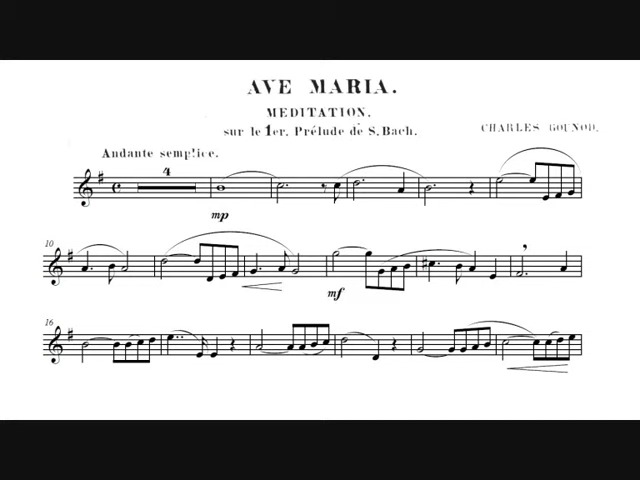 AVE MARIA.
MEDITATION.
sur le 1er. Prélude de S. Bach.
CHARLES GOUNOD.
Andante semplice.
4
mp
10
mf
16